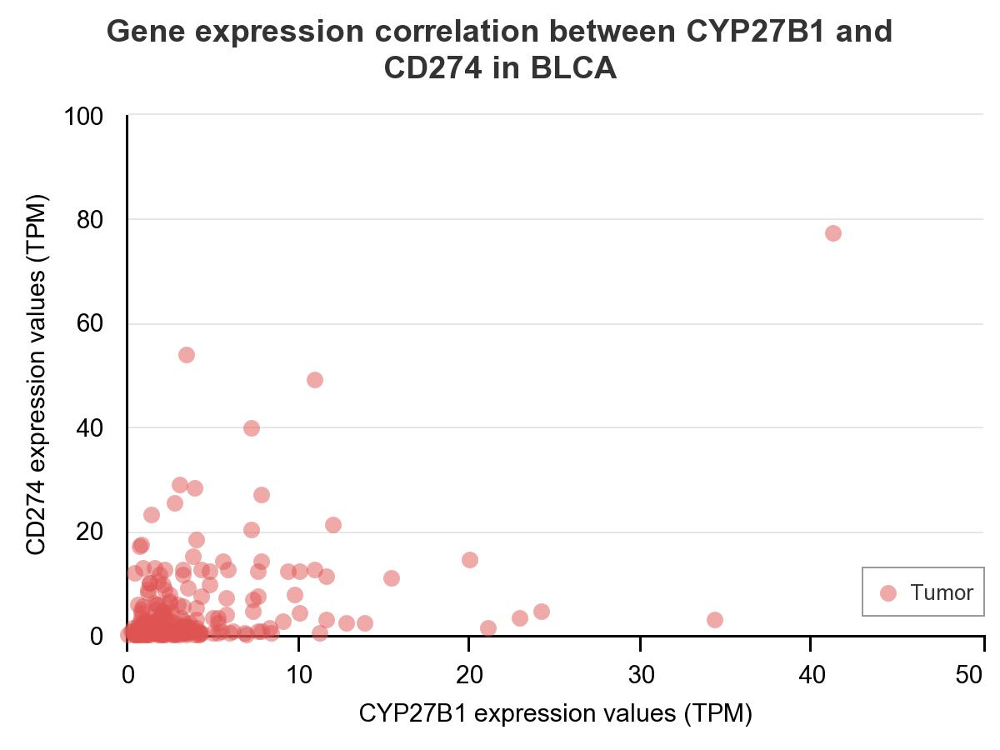 Gene expression correlation between CYP27B1 and
CD274 in BLCA
CD274 expression values (TPM)
100
80
60
40
20
0
Tumor
0 10 20 30 40 50
CYP27B1 expression values (TPM)